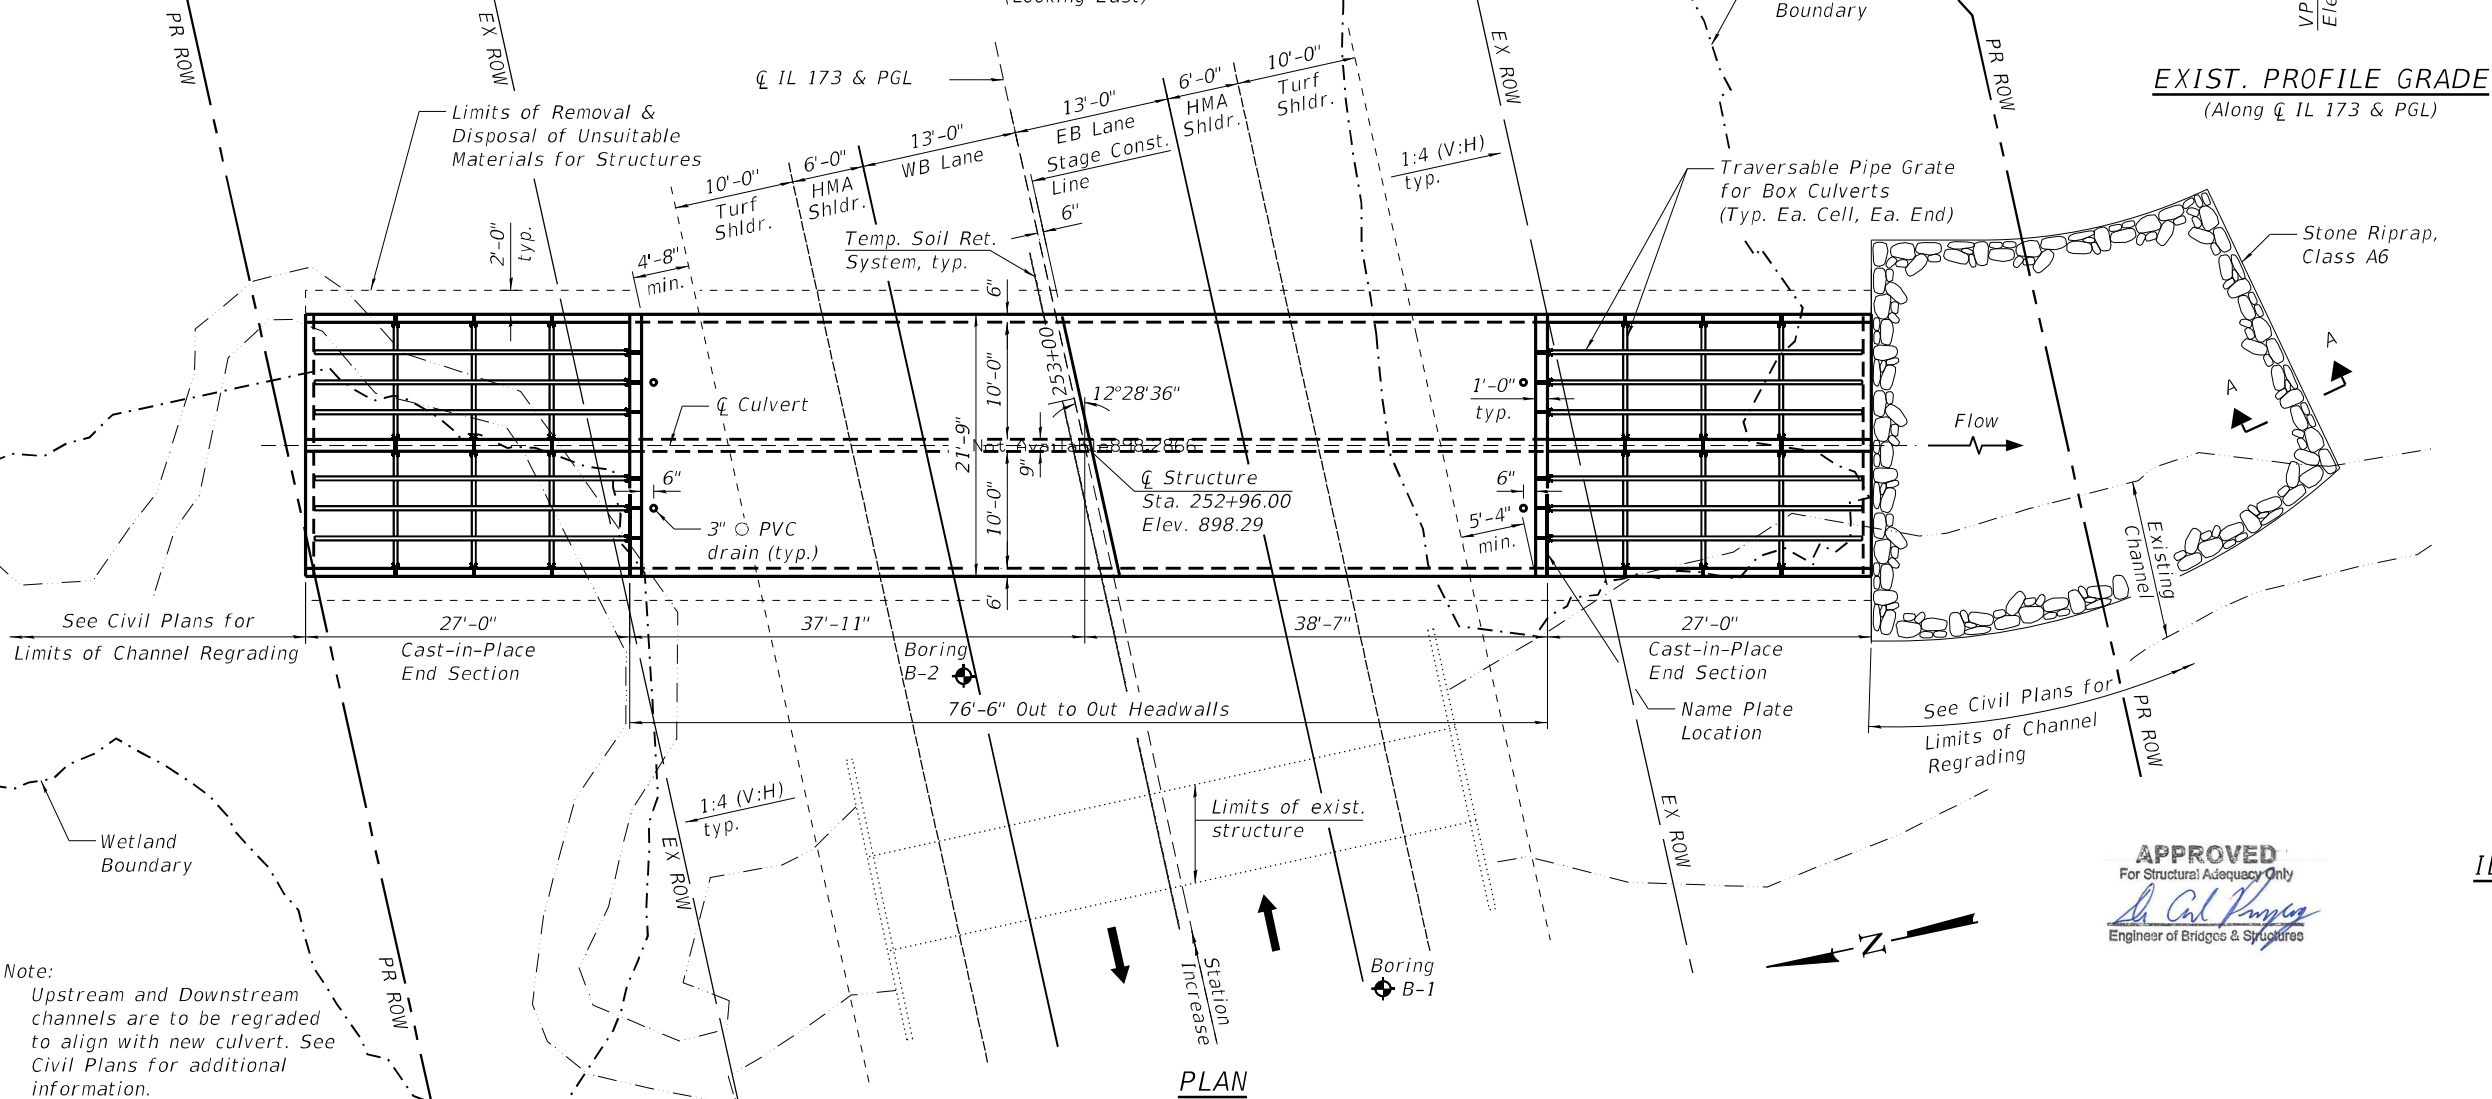 (Looking East)
Boundary
VP
Ele
PR ROW
EX ROW
℄ IL 173 & PGL
10'-0"
Turf
Shldr.
6'-0"
HMA
Shldr.
13'-0"
WB Lane
13'-0"
EB Lane
6'-0"
HMA
Shldr.
10'-0"
Turf
Shldr.
Stage Const.
Line
6"
EX ROW
PR ROW
EXIST. PROFILE GRADE
(Along ℄ IL 173 & PGL)
Limits of Removal &
Disposal of Unsuitable
Materials for Structures
2'-0"
typ.
4'-8"
min.
Temp. Soil Ret.
System, typ.
1:4 (V:H)
typ.
Traversable Pipe Grate
for Box Culverts
(Typ. Ea. Cell, Ea. End)
Stone Riprap,
Class A6
A
A
6"
253+00
10'-0"
12°28'36"
1'-0"
typ.
℄ Culvert
21'-9"
Not Available898.2866
9"
Flow
6"
3" ○ PVC
drain (typ.)
10'-0"
℄ Structure
Sta. 252+96.00
Elev. 898.29
6"
5'-4"
min.
Existing
Channel
6'
See Civil Plans for
Limits of Channel Regrading
27'-0"
Cast-in-Place
End Section
37'-11"
38'-7"
27'-0"
Cast-in-Place
End Section
Boring
B-2
76'-6" Out to Out Headwalls
Name Plate
Location
See Civil Plans for
Limits of Channel
Regrading
PR ROW
1:4 (V:H)
typ.
Limits of exist.
structure
EX ROW
EX ROW
Wetland
Boundary
APPROVED
For Structural Adequacy Only
Engineer of Bridges & Structures
IL
N
Station
Increase
Boring
B-1
PR ROW
Note:
Upstream and Downstream
channels are to be regraded
to align with new culvert. See
Civil Plans for additional
information.
PLAN